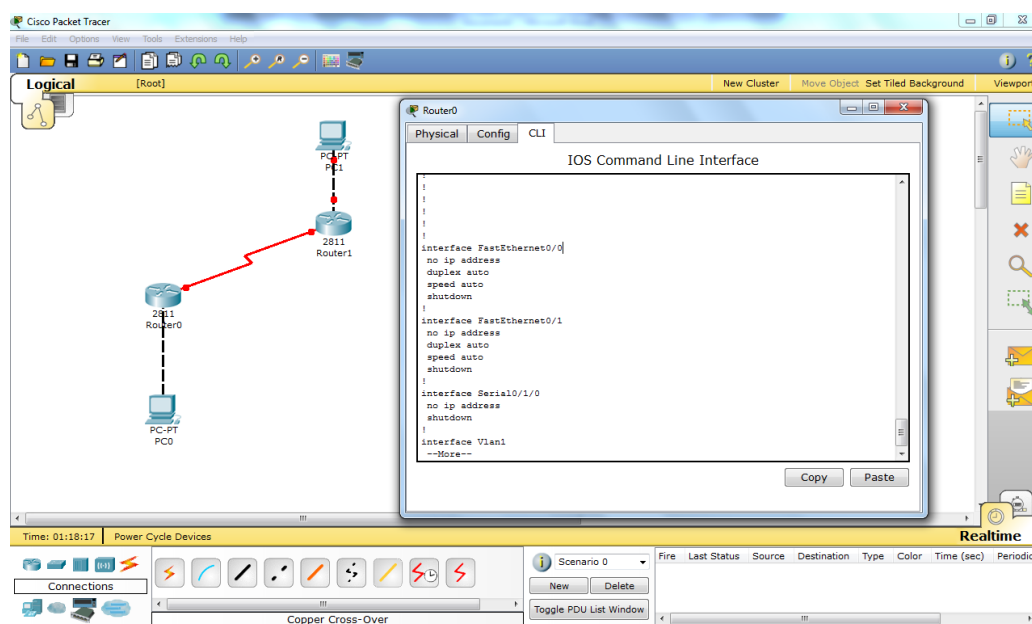 Cisco Packet Tracer
File Edit Options View Tools Extensions Help
Logical [Root] New Cluster Move Object Set Tiled Background Viewport
PC-PT
PC1
2811
Router1
2811
Router0
PC-PT
PC0
Router0
Physical Config CLI
IOS Command Line Interface
!
!
!
!
!
interface FastEthernet0/0
no ip address
duplex auto
speed auto
shutdown
!
interface FastEthernet0/1
no ip address
duplex auto
speed auto
shutdown
!
interface Serial0/1/0
no ip address
shutdown
!
interface Vlan1
--More--
Copy Paste
Time: 01:18:17 Power Cycle Devices Realtime
Connections
Copper Cross-Over
Scenario 0
New Delete
Toggle PDU List Window
Fire Last Status Source Destination Type Color Time (sec) Periodic